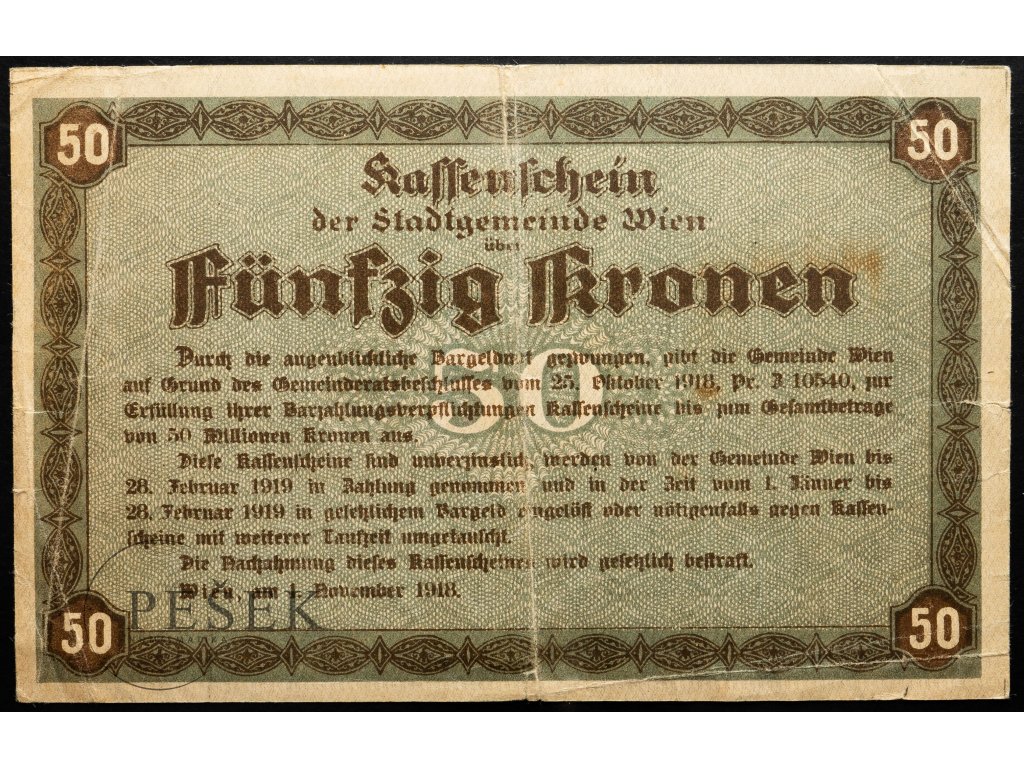 50 50
Kassenschein
der Stadtgemeinde Wien
über
Fünfzig Kronen
50
Durch die augenblickliche Bargeldnot gezwungen, gibt die Gemeinde Wien
auf Grund des Gemeinderatsbeschlusses vom 25. Oktober 1918, Pr. Z 10540, zur
Erfüllung ihrer Barzahlungsverpflichtungen Kassenscheine bis zum Gesamtbetrage
von 50 Millionen Kronen aus.
Diese Kassenscheine sind unverzinslich, werden von der Gemeinde Wien bis
28. Februar 1919 in Zahlung genommen und in der Zeit vom 1. Jänner bis
28. Februar 1919 in gesetzlichem Bargeld eingelöst oder nötigenfalls gegen Kassen-
scheine mit weiterer Laufzeit umgetauscht.
Die Nachahmung dieses Kassenscheines wird gesetzlich bestraft.
Wien, am 1. November 1918.
PEŠEK
50 50